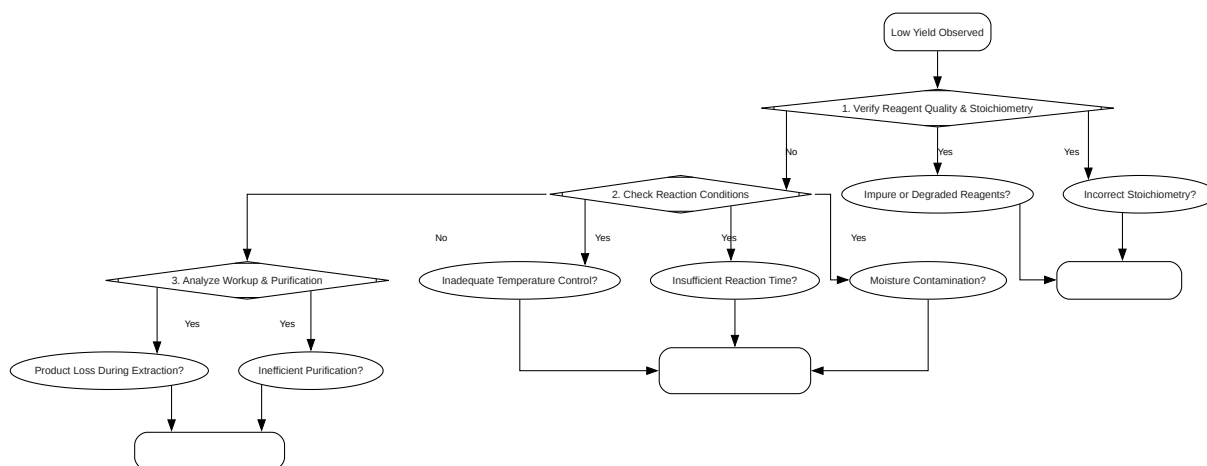 Low Yield Observed
1. Verify Reagent Quality & Stoichiometry
No
Yes
Yes
2. Check Reaction Conditions
Impure or Degraded Reagents?
Incorrect Stoichiometry?
No
Yes
Yes
Yes
3. Analyze Workup & Purification
Inadequate Temperature Control?
Insufficient Reaction Time?
Moisture Contamination?
Yes
Yes
Product Loss During Extraction?
Inefficient Purification?